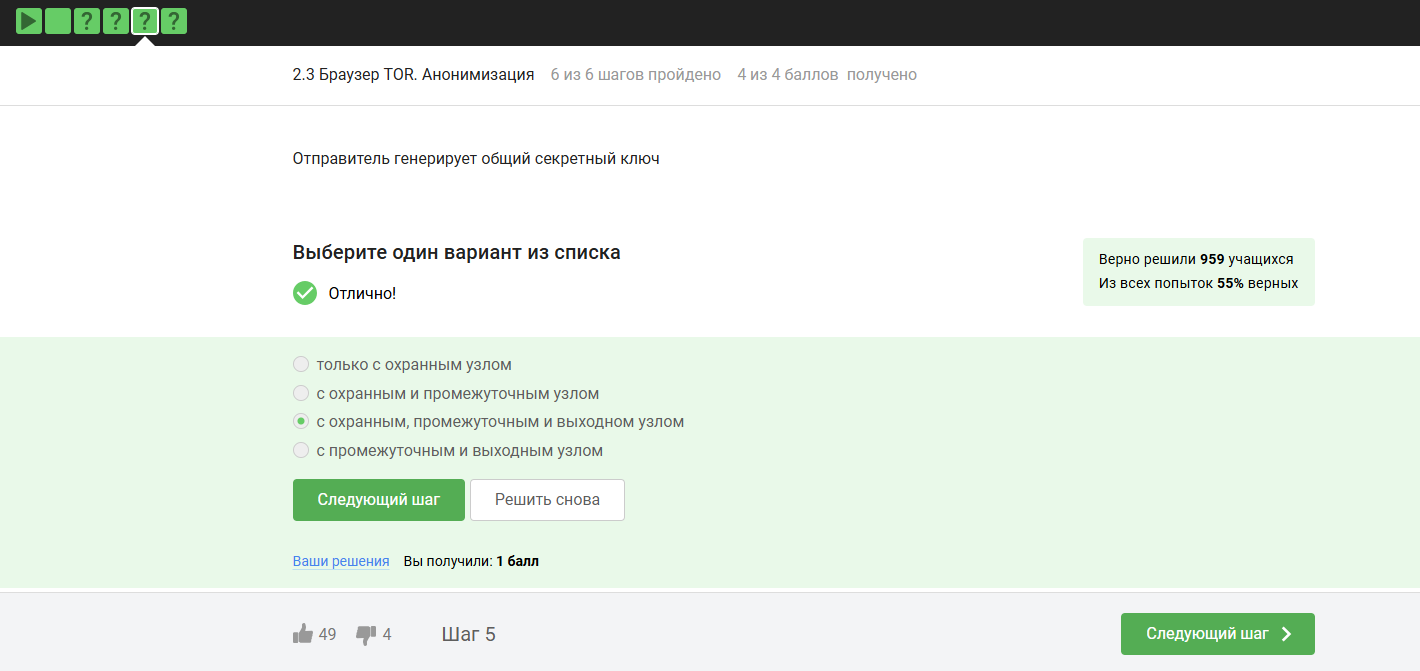 ? ? ? ?
2.3 Браузер TOR. Анонимизация 6 из 6 шагов пройдено 4 из 4 баллов получено
Отправитель генерирует общий секретный ключ
Выберите один вариант из списка
Отлично!
Верно решили 959 учащихся
Из всех попыток 55% верных
только с охранным узлом
с охранным и промежуточным узлом
с охранным, промежуточным и выходном узлом
с промежуточным и выходным узлом
Следующий шаг Решить снова
Ваши решения Вы получили: 1 балл
49 4 Шаг 5 Следующий шаг